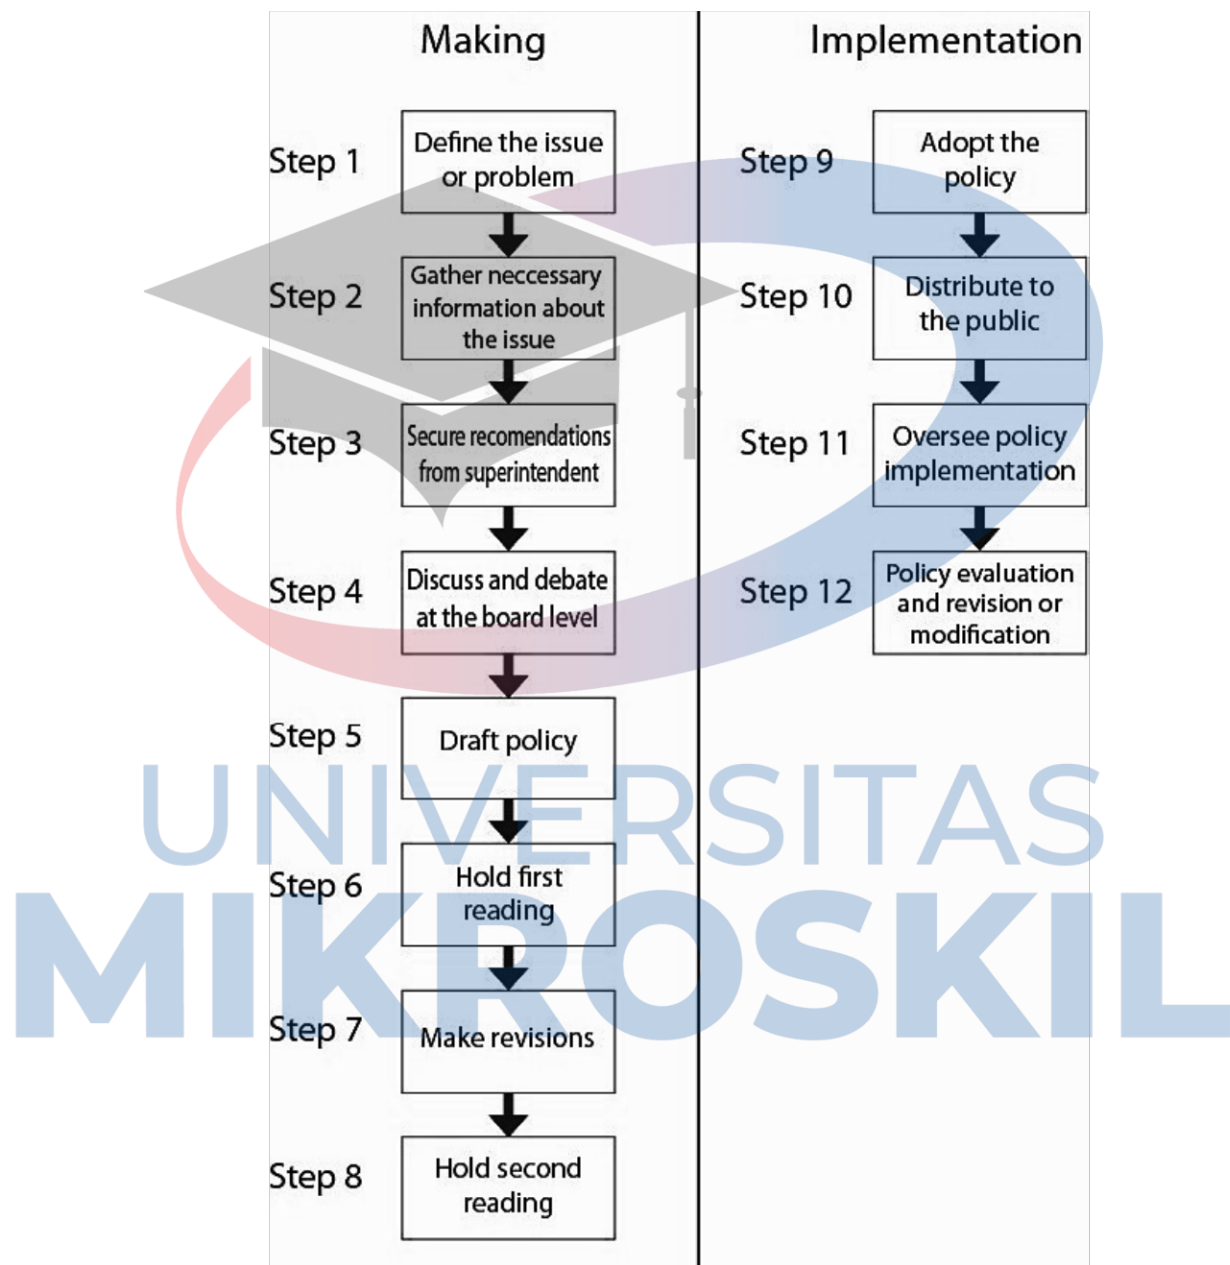 Making
Step 1
Define the issue
or problem
Step 2
Gather neccessary
information about
the issue
Step 3
Secure recomendations
from superintendent
Step 4
Discuss and debate
at the board level
Step 5
Draft policy
Step 6
Hold first
reading
Step 7
Make revisions
Step 8
Hold second
reading
Implementation
Step 9
Adopt the
policy
Step 10
Distribute to
the public
Step 11
Oversee policy
implementation
Step 12
Policy evaluation
and revision or
modification
UNIVERSITAS
MIKROSKIL